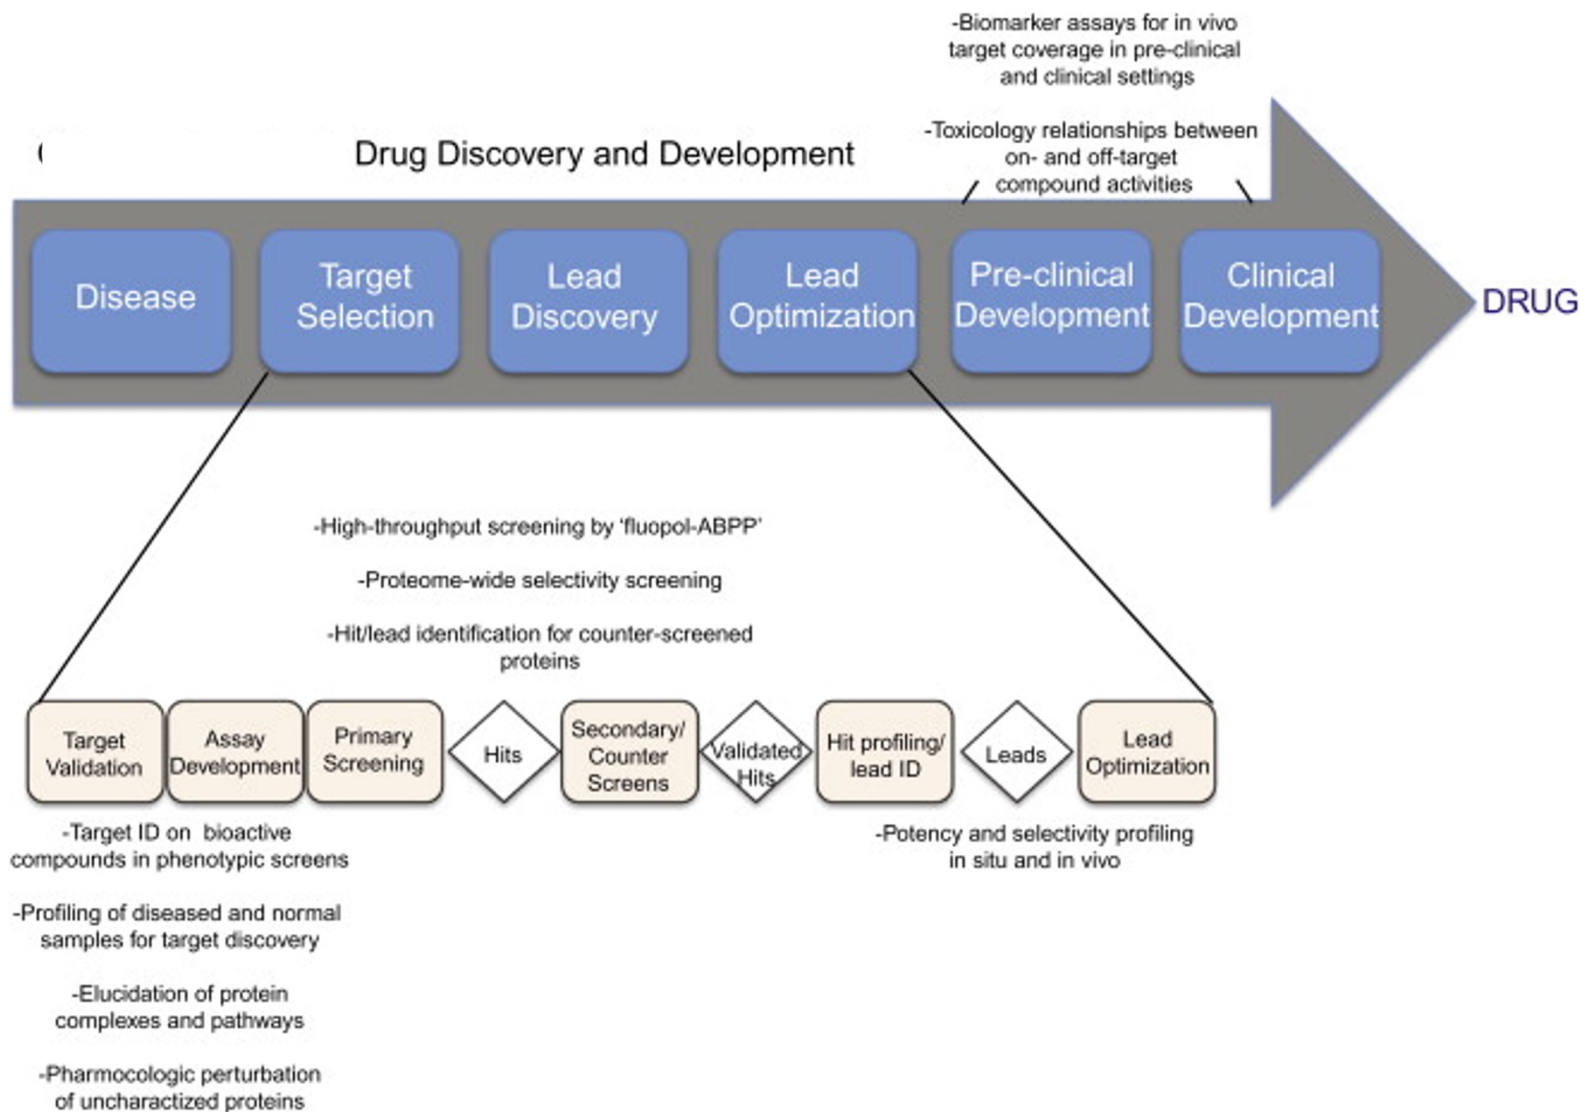 -Biomarker assays for in vivo
target coverage in pre-clinical
and clinical settings
-Toxicology relationships between
on- and off-target
compound activities
Drug Discovery and Development
Disease
Target
Selection
Lead
Discovery
Lead
Optimization
Pre-clinical
Development
Clinical
Development
DRUG
-High-throughput screening by ‘fluopol-ABPP’
-Proteome-wide selectivity screening
-Hit/lead identification for counter-screened
proteins
Target
Validation
Assay
Development
Primary
Screening
Hits
Secondary/
Counter
Screens
Validated
Hits
Hit profiling/
lead ID
Leads
Lead
Optimization
-Target ID on bioactive
compounds in phenotypic screens
-Profiling of diseased and normal
samples for target discovery
-Elucidation of protein
complexes and pathways
-Pharmocologic perturbation
of uncharactized proteins
-Potency and selectivity profiling
in situ and in vivo